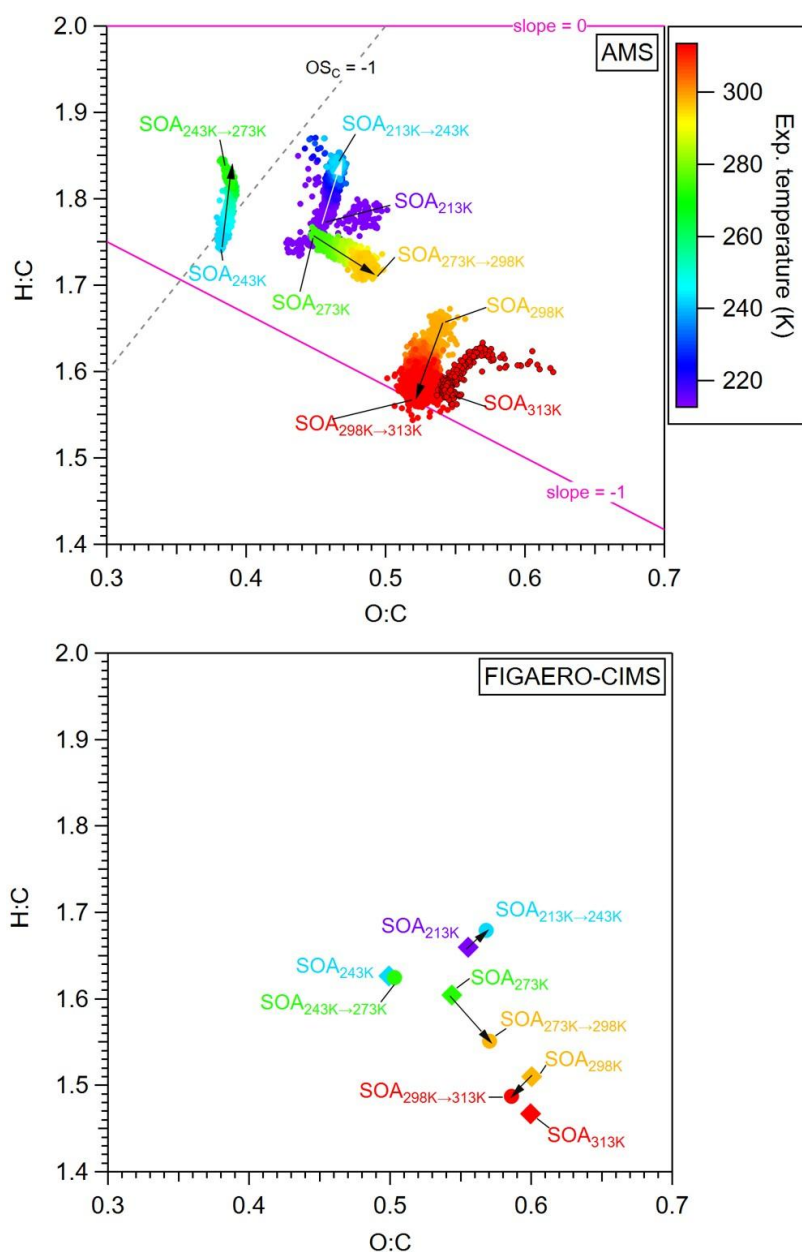 2.0
slope = 0
AMS
OSC = -1
1.9
SOA243K→273K
SOA213K→243K
300
1.8
SOA213K
280
H:C
SOA243K
SOA273K→298K
Exp. temperature (K)
1.7
SOA273K
260
SOA298K
240
1.6
SOA298K→313K
SOA313K
220
1.5
slope = -1
1.4
0.3 0.4 0.5 0.6 0.7
O:C
2.0
FIGAERO-CIMS
1.9
1.8
H:C
1.7
SOA213K
SOA213K→243K
SOA243K
SOA273K
1.6
SOA243K→273K
SOA273K→298K
SOA298K
1.5
SOA298K→313K
SOA313K
1.4
0.3 0.4 0.5 0.6 0.7
O:C